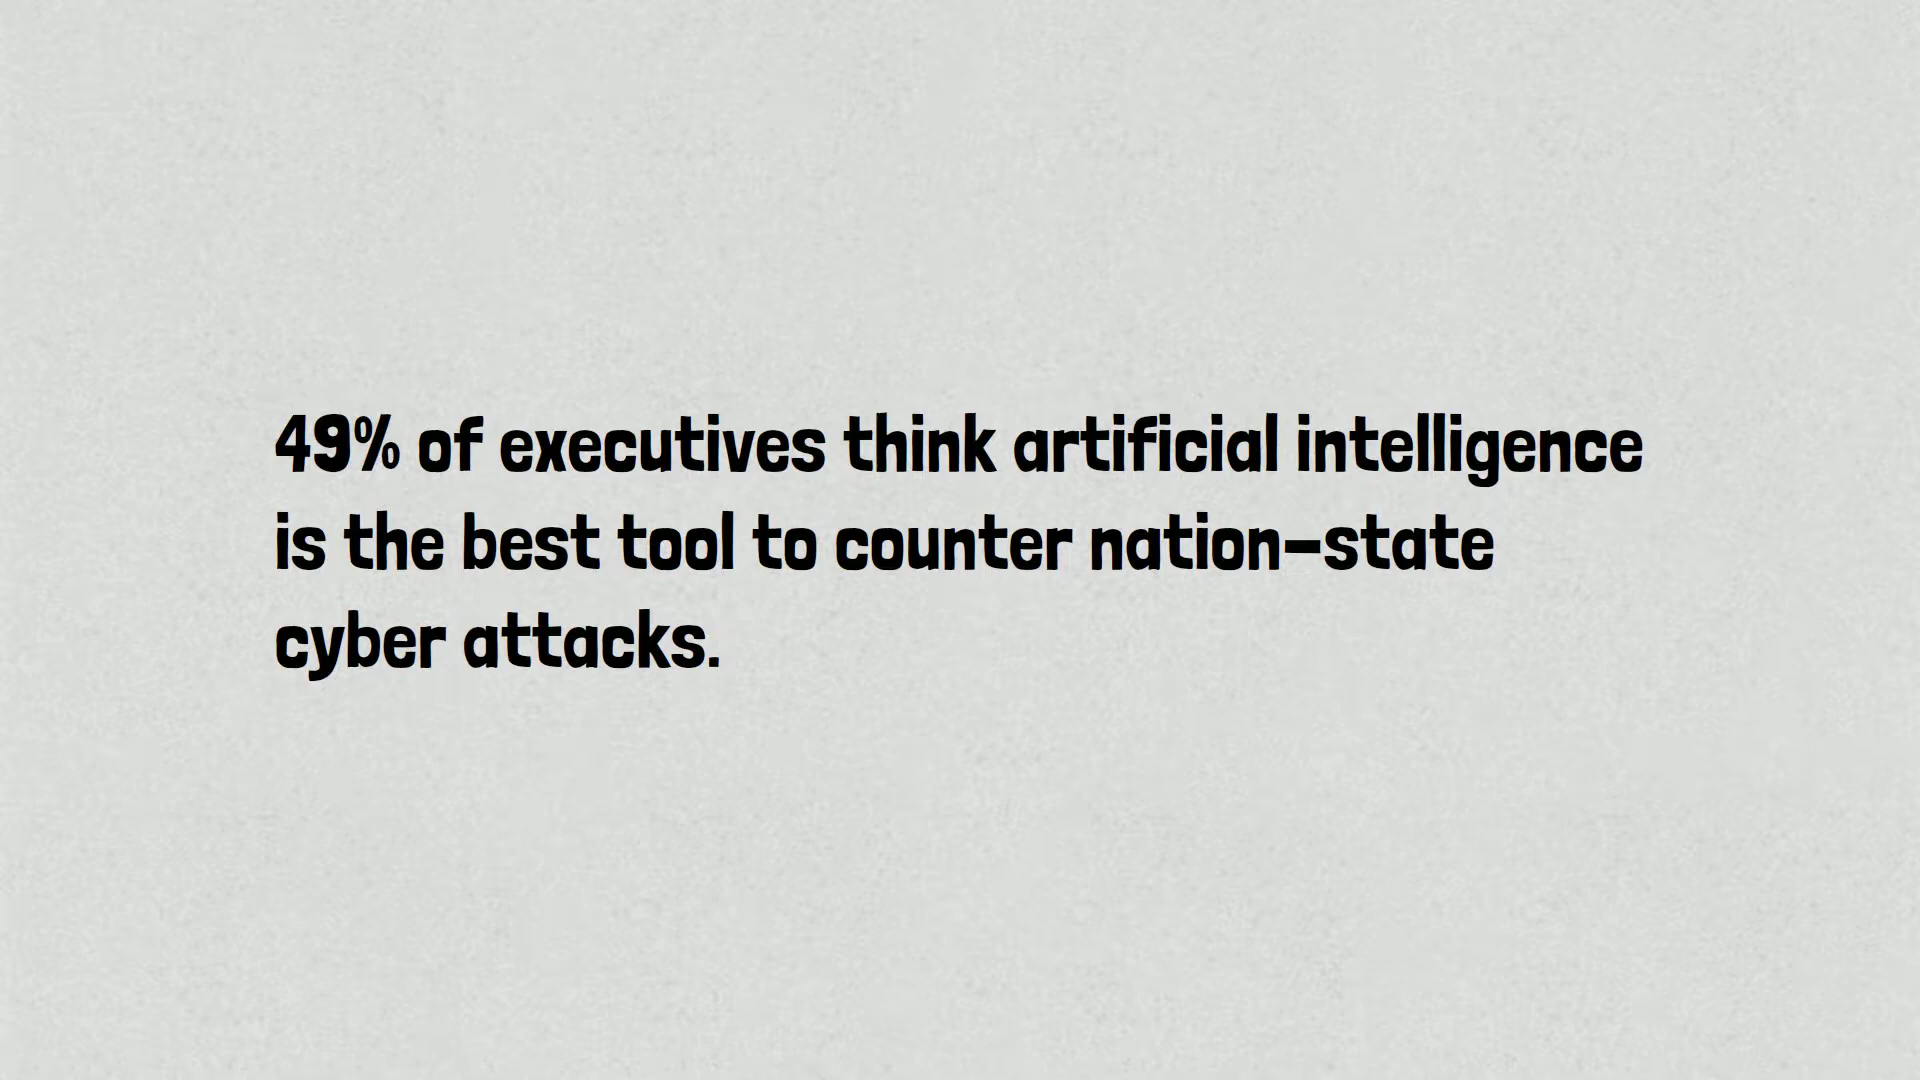 49% of executives think artificial intelligence
is the best tool to counter nation-state
cyber attacks.